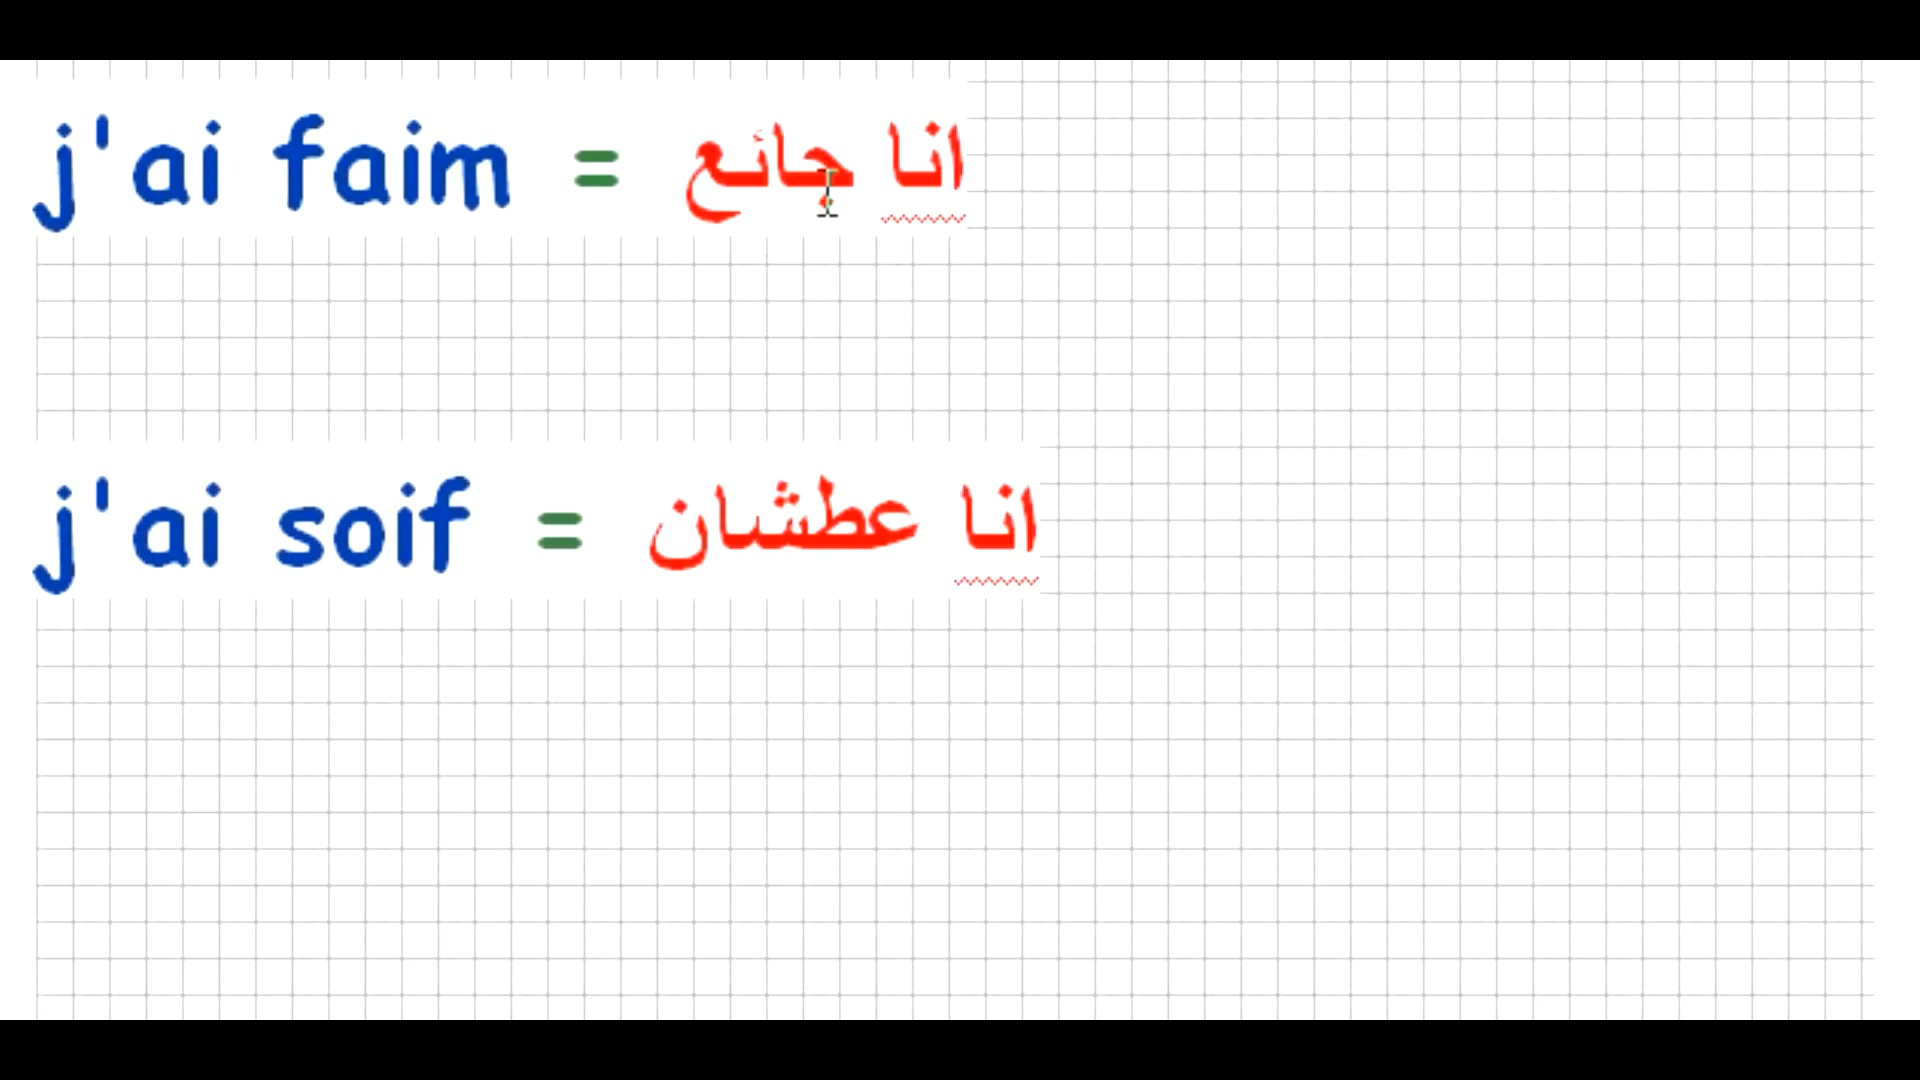 j'ai faim = انا جائع
j'ai soif = انا عطشان